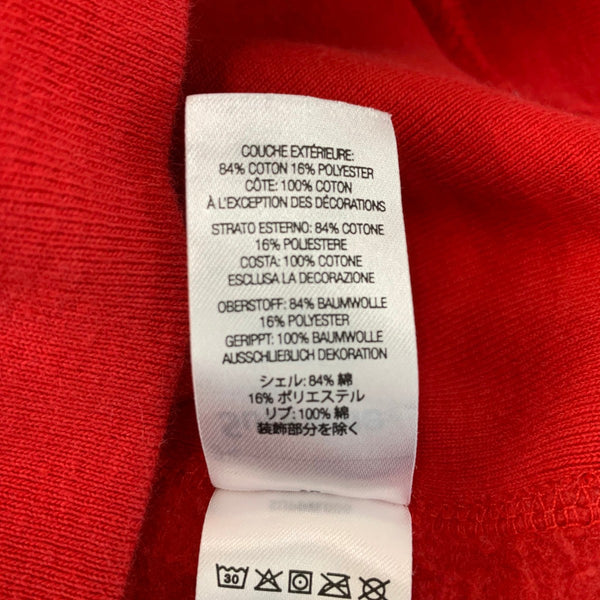 COUCHE EXTÉRIEURE:
84% COTON 16% POLYESTER
CÔTE: 100% COTON
À L'EXCEPTION DES DÉCORATIONS
STRATO ESTERNO: 84% COTONE
16% POLIESTERE
COSTA: 100% COTONE
ESCLUSA LA DECORAZIONE
OBERSTOFF: 84% BAUMWOLLE
16% POLYESTER
GERIPPT: 100% BAUMWOLLE
AUSSCHLIEBLICH DEKORATION
シェル: 84% 綿
16% ポリエステル
リブ: 100% 綿
装飾部分を除く
30